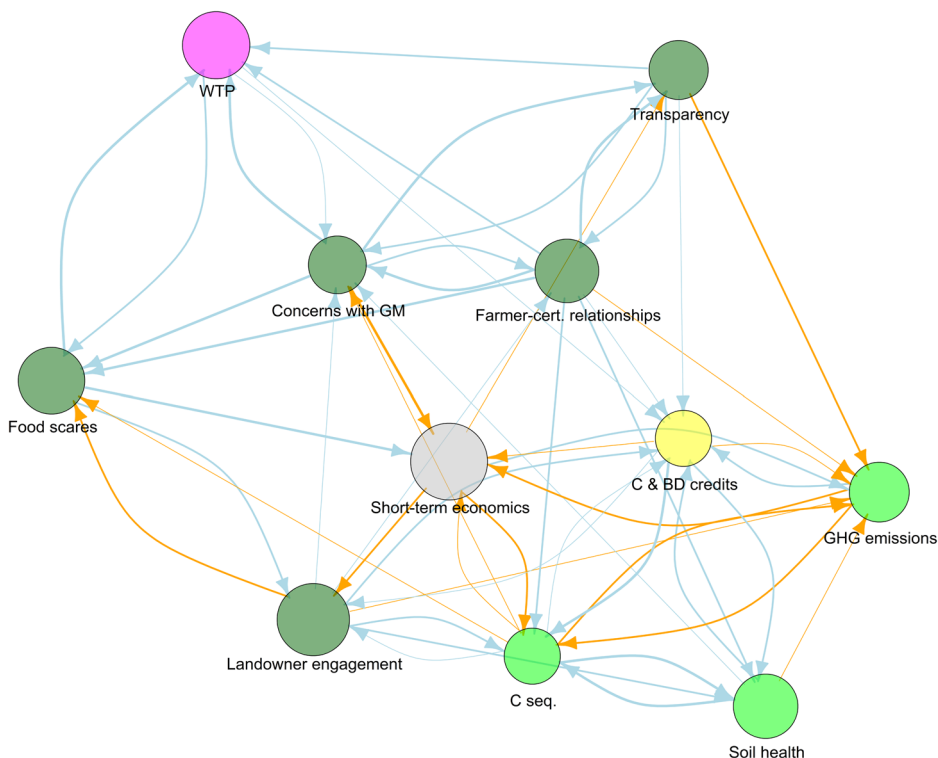 WTP
Transparency
Concerns with GM
Farmer-cert. relationships
Food scares
C & BD credits
Short-term economics
GHG emissions
Landowner engagement
C seq.
Soil health